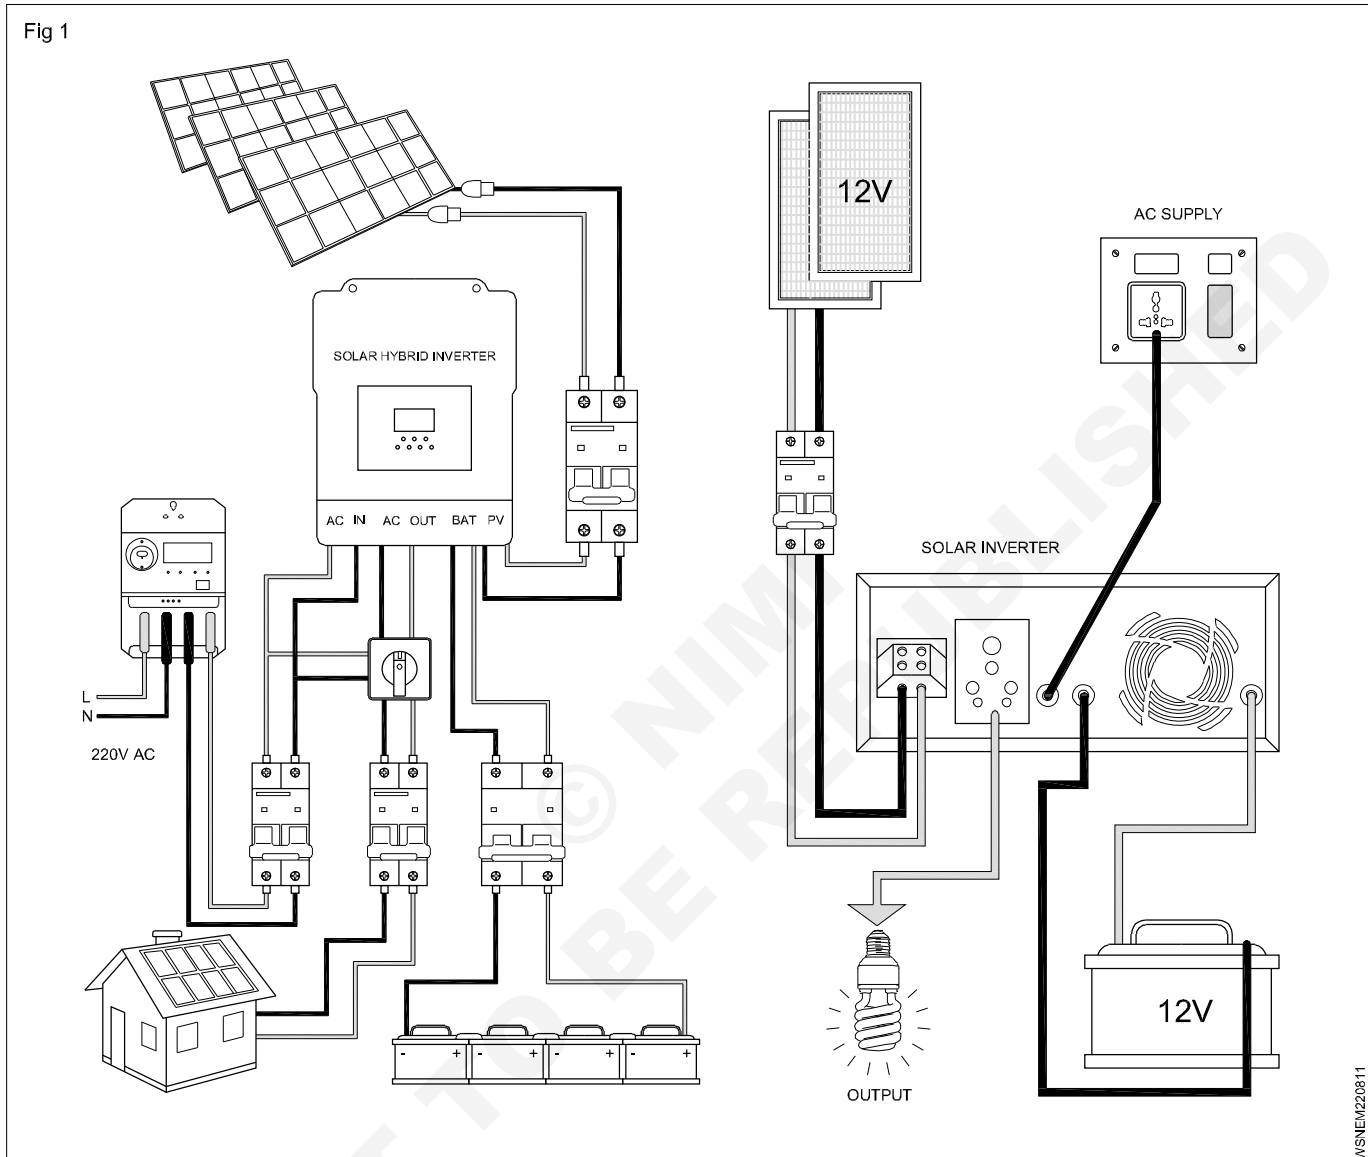 Fig 1
SOLAR HYBRID INVERTER
AC IN AC OUT BAT PV
L
N
220V AC
- + - + - + - +
12V
AC SUPPLY
SOLAR INVERTER
12V
OUTPUT
© NIMI
NOT TO BE REPUBLISHED
WSNEM220811